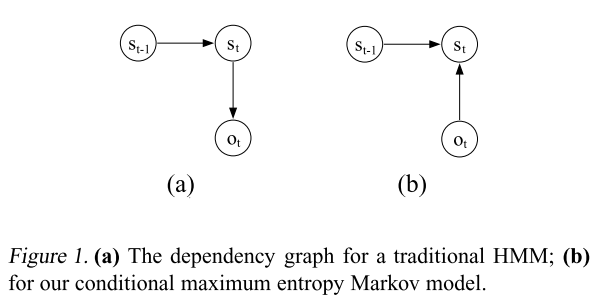 s_{t-1} s_t s_{t-1} s_t
o_t o_t
(a) (b)
Figure 1. (a) The dependency graph for a traditional HMM; (b)
for our conditional maximum entropy Markov model.